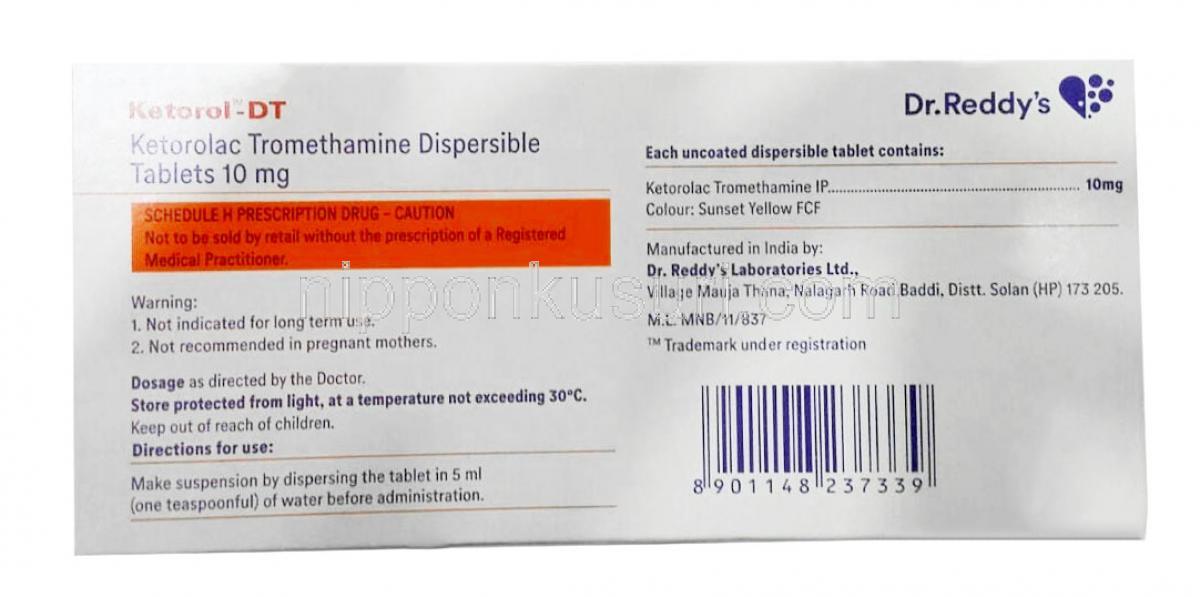 Ketorol™-DT
Ketorolac Tromethamine Dispersible
Tablets 10 mg
SCHEDULE H PRESCRIPTION DRUG – CAUTION
Not to be sold by retail without the prescription of a Registered
Medical Practitioner.
Warning:
1. Not indicated for long term use.
2. Not recommended in pregnant mothers.
Dosage as directed by the Doctor.
Store protected from light, at a temperature not exceeding 30°C.
Keep out of reach of children.
Directions for use:
Make suspension by dispersing the tablet in 5 ml
(one teaspoonful) of water before administration.
Dr.Reddy's
Each uncoated dispersible tablet contains:
Ketorolac Tromethamine IP.......................................................... 10mg
Colour: Sunset Yellow FCF
Manufactured in India by:
Dr. Reddy's Laboratories Ltd.,
Village Mauja Thana, Nalagarh Road,Baddi, Distt. Solan (HP) 173 205.
M.L. MNB/11/837
™ Trademark under registration
8 901148 237339
nipponkusuri.com